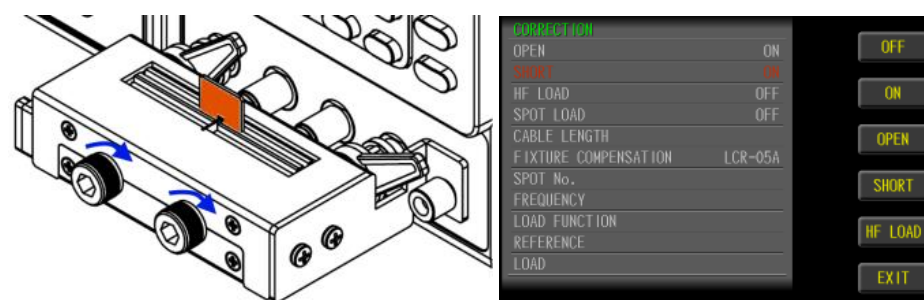 CORRECTION
OPEN ON
SHORT ON
HF LOAD OFF
SPOT LOAD OFF
CABLE LENGTH
FIXTURE COMPENSATION LCR-05A
SPOT No.
FREQUENCY
LOAD FUNCTION
REFERENCE
LOAD
OFF
ON
OPEN
SHORT
HF LOAD
EXIT